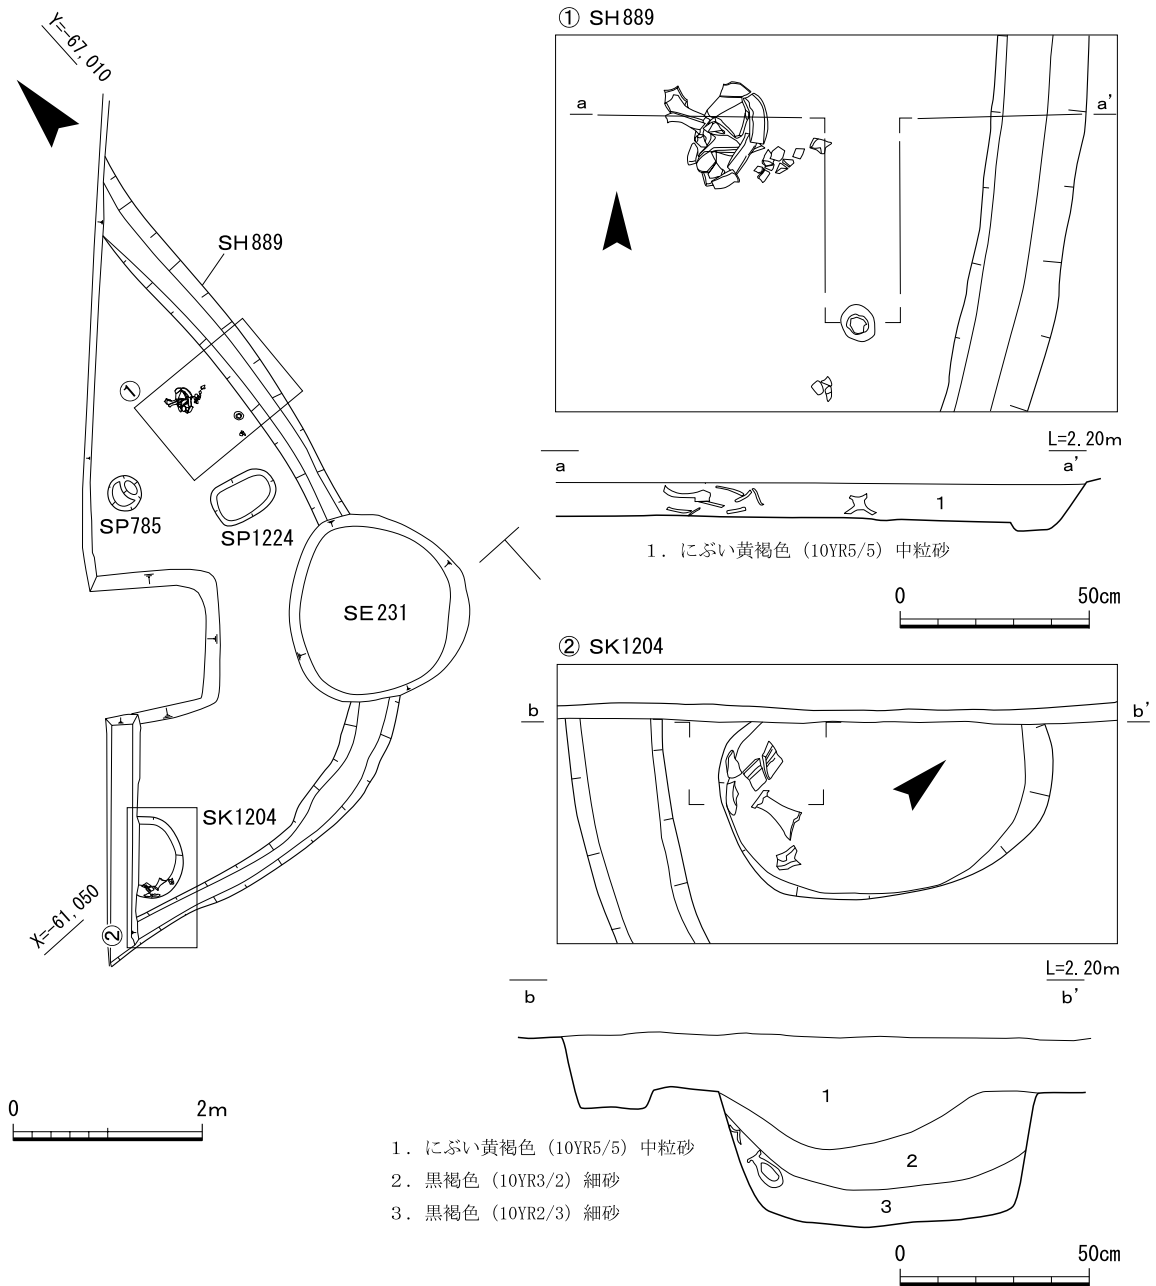 Y=-67,010
SH889
①
SP785
SP1224
SE231
SK1204
X=-61,050
②
0 2m
① SH889
a a'
L=2.20m
a a'
1
1．にぶい黄褐色（10YR5/5）中粒砂
0 50cm
② SK1204
b b'
L=2.20m
b b'
1
2
3
1．にぶい黄褐色（10YR5/5）中粒砂
2．黒褐色（10YR3/2）細砂
3．黒褐色（10YR2/3）細砂
0 50cm